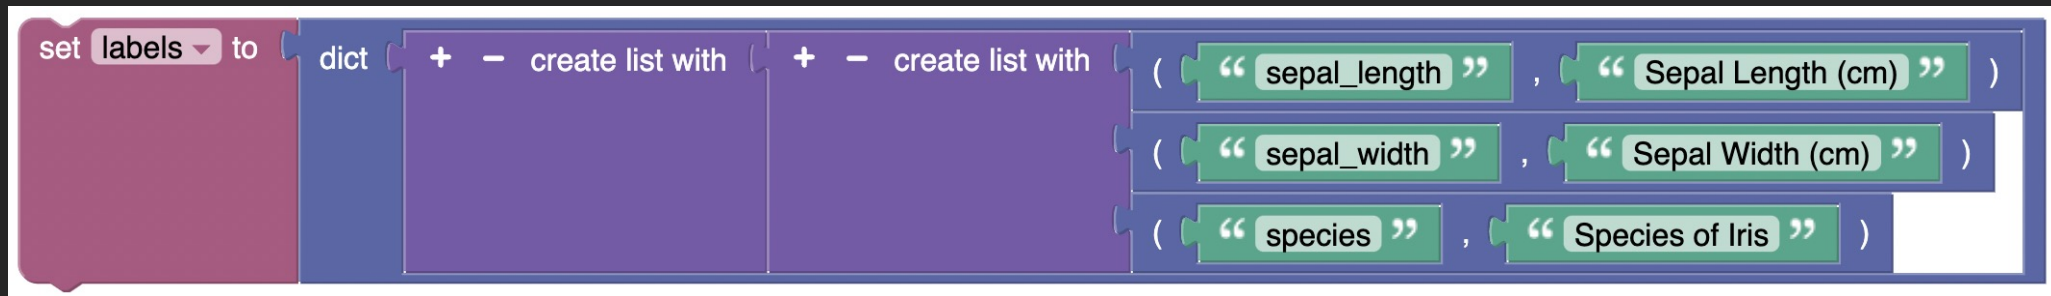 set labels to dict + − create list with + − create list with ( “ sepal_length ” , “ Sepal Length (cm) ” )
( “ sepal_width ” , “ Sepal Width (cm) ” )
( “ species ” , “ Species of Iris ” )